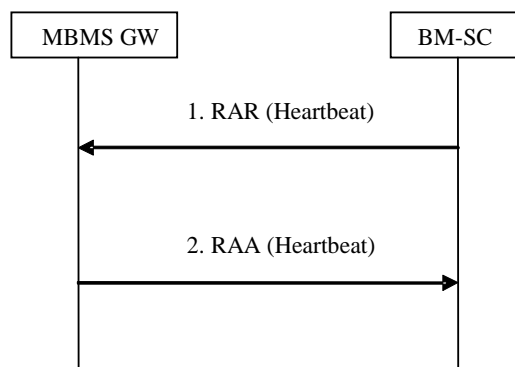 MBMS GW
BM-SC
1. RAR (Heartbeat)
2. RAA (Heartbeat)